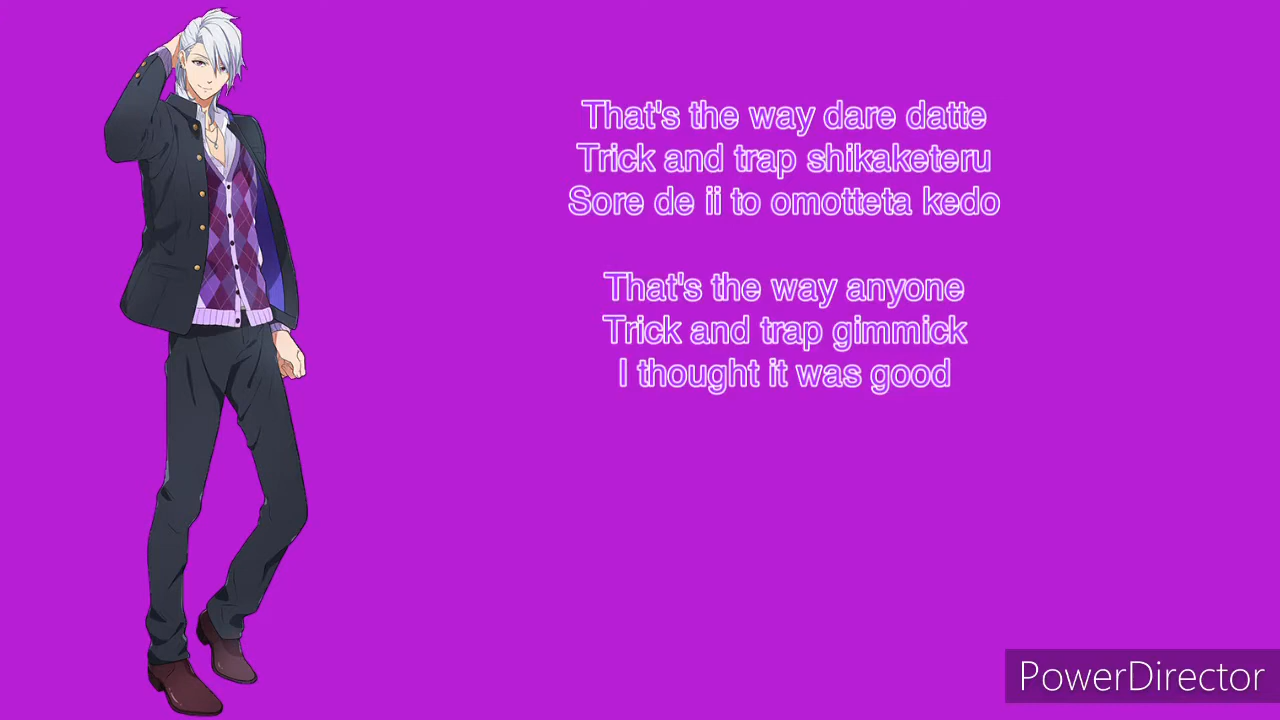 That's the way dare datte
Trick and trap shikaketeru
Sore de ii to omotteta kedo
That's the way anyone
Trick and trap gimmick
I thought it was good
PowerDirector